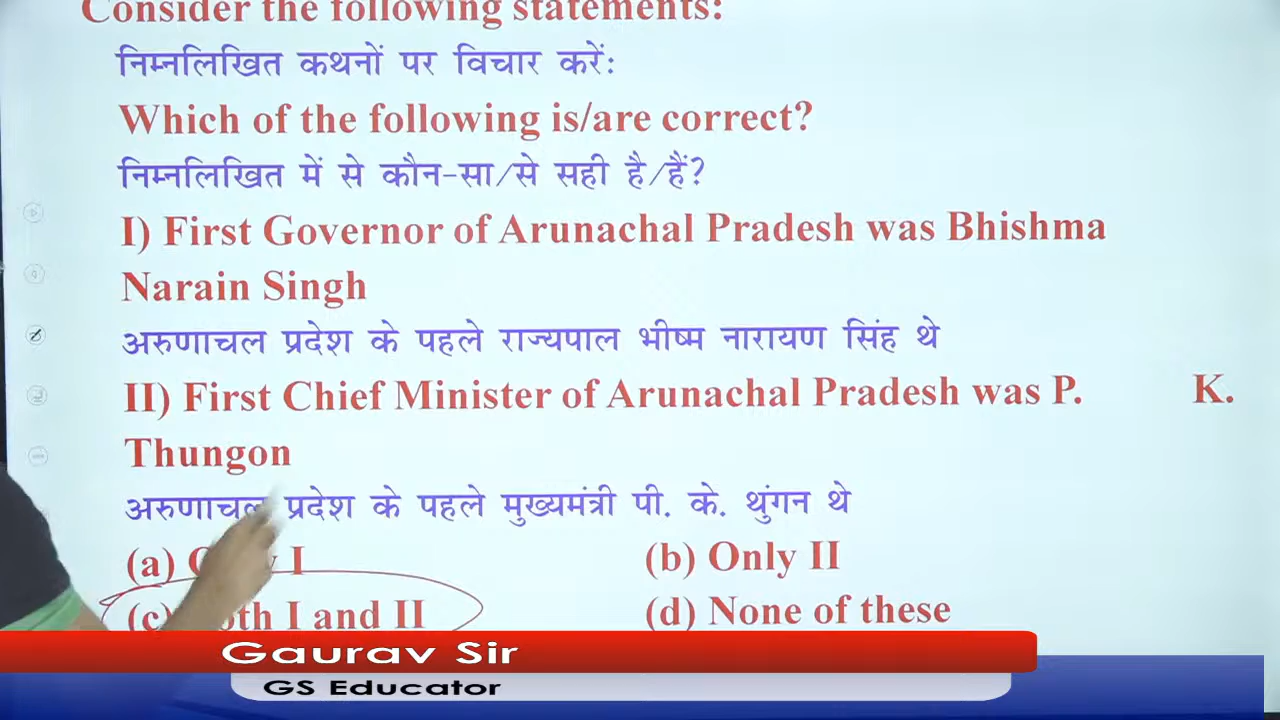 Consider the following statements:
निम्नलिखित कथनों पर विचार करें:
Which of the following is/are correct?
निम्नलिखित में से कौन-सा/से सही है/हैं?
I) First Governor of Arunachal Pradesh was Bhishma
Narain Singh
अरुणाचल प्रदेश के पहले राज्यपाल भीष्म नारायण सिंह थे
II) First Chief Minister of Arunachal Pradesh was P. K.
Thungon
अरुणाचल प्रदेश के पहले मुख्यमंत्री पी. के. थुंगन थे
(a) I (b) Only II
(c) I and II (d) None of these
Gaurav Sir
GS Educator